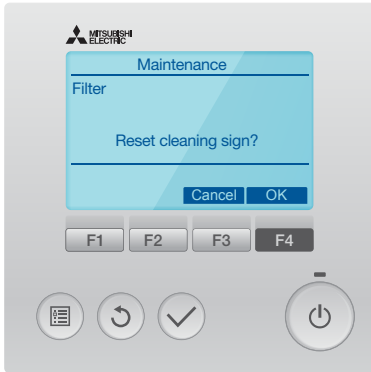 MITSUBISHI
ELECTRIC
Maintenance
Filter
Reset cleaning sign?
Cancel OK
F1 F2 F3 F4